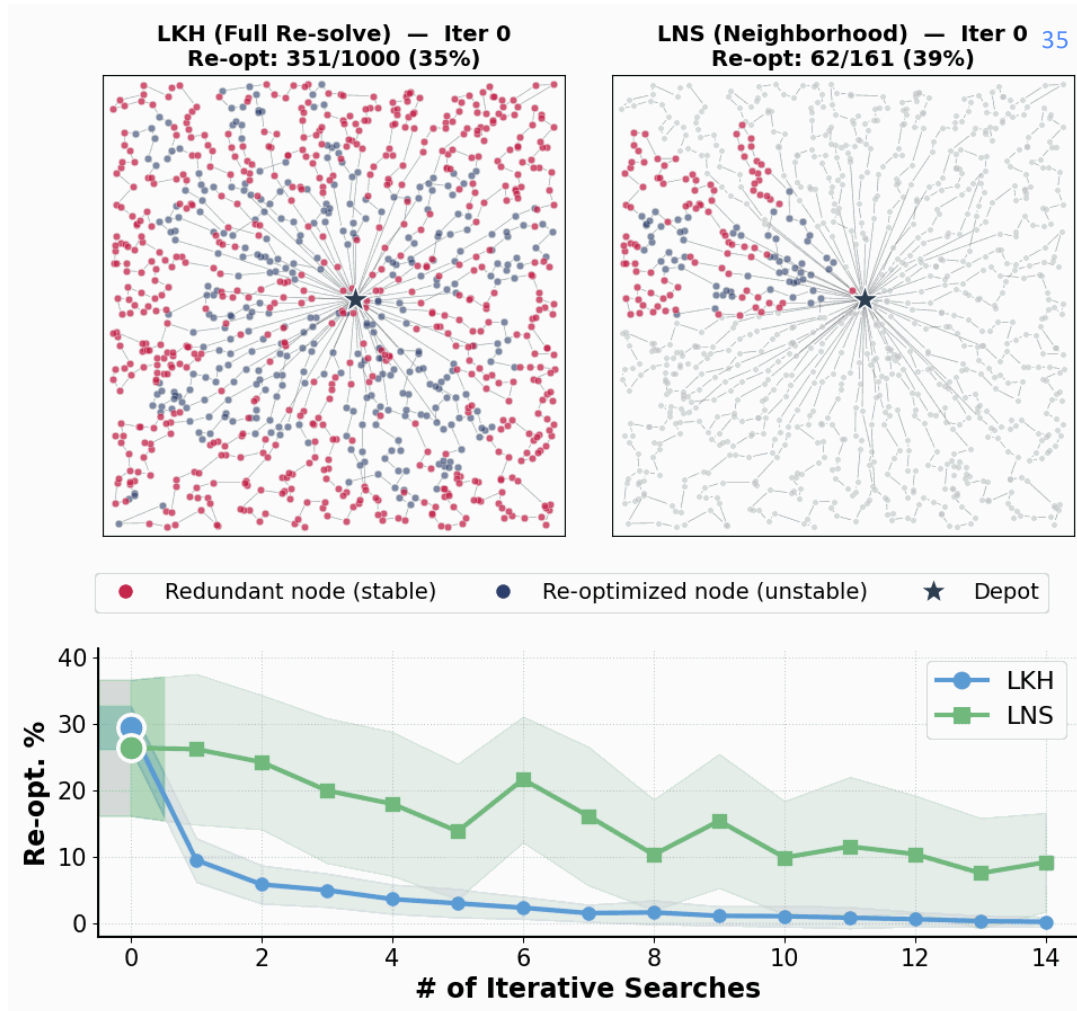 LKH (Full Re-solve) — Iter 0
Re-opt: 351/1000 (35%)
LNS (Neighborhood) — Iter 0
Re-opt: 62/161 (39%)
35
Redundant node (stable)
Re-optimized node (unstable)
Depot
Re-opt. %
40
30
20
10
0
LKH
LNS
0 2 4 6 8 10 12 14
# of Iterative Searches